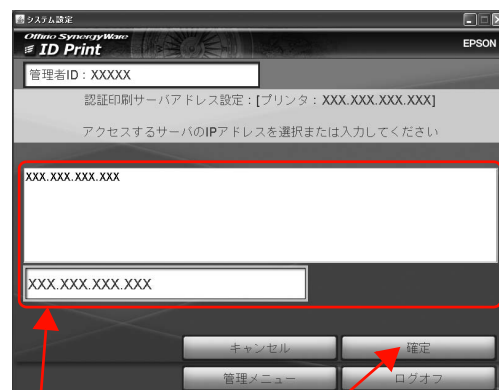 システム設定
Offirio SynergyWare
ID Print
EPSON
管理者ID：XXXXX
認証印刷サーバアドレス設定：[プリンタ：XXX.XXX.XXX.XXX]
アクセスするサーバのIPアドレスを選択または入力してください
XXX.XXX.XXX.XXX
XXX.XXX.XXX.XXX
キャンセル
確定
管理メニュー
ログオフ